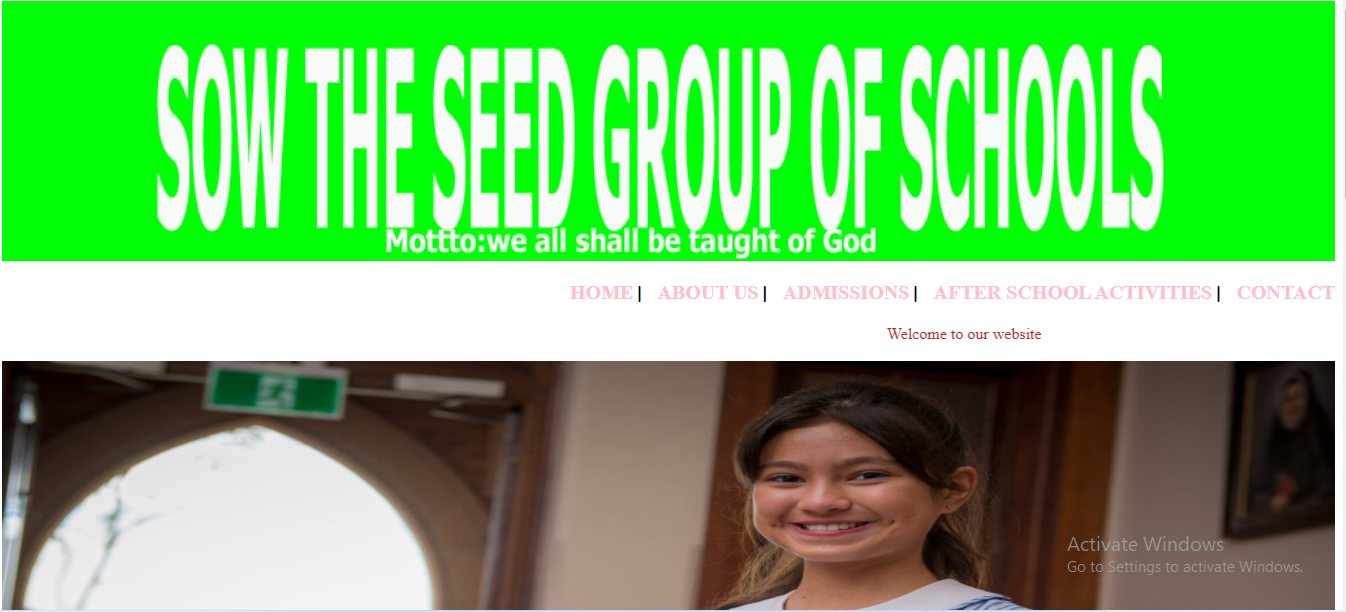 SOW THE SEED GROUP OF SCHOOLS
Mottto:we all shall be taught of God
HOME | ABOUT US | ADMISSIONS | AFTER SCHOOL ACTIVITIES | CONTACT
Welcome to our website
Activate Windows
Go to Settings to activate Windows.